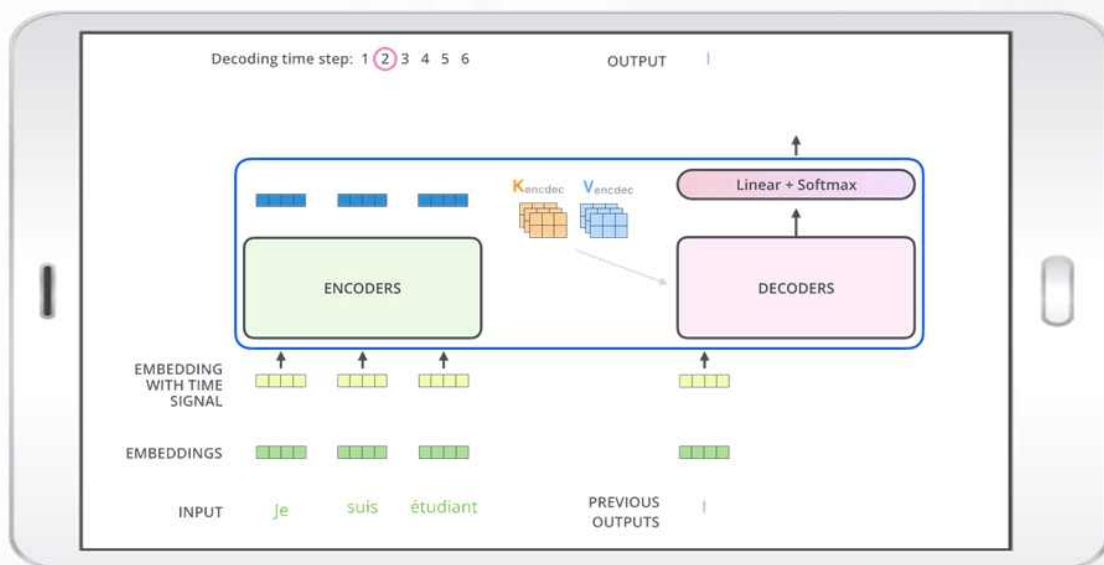 Decoding time step: 1 2 3 4 5 6
OUTPUT I
Kencdec Vencdec
Linear + Softmax
ENCODERS
DECODERS
EMBEDDING
WITH TIME
SIGNAL
EMBEDDINGS
INPUT Je suis étudiant
PREVIOUS
OUTPUTS I